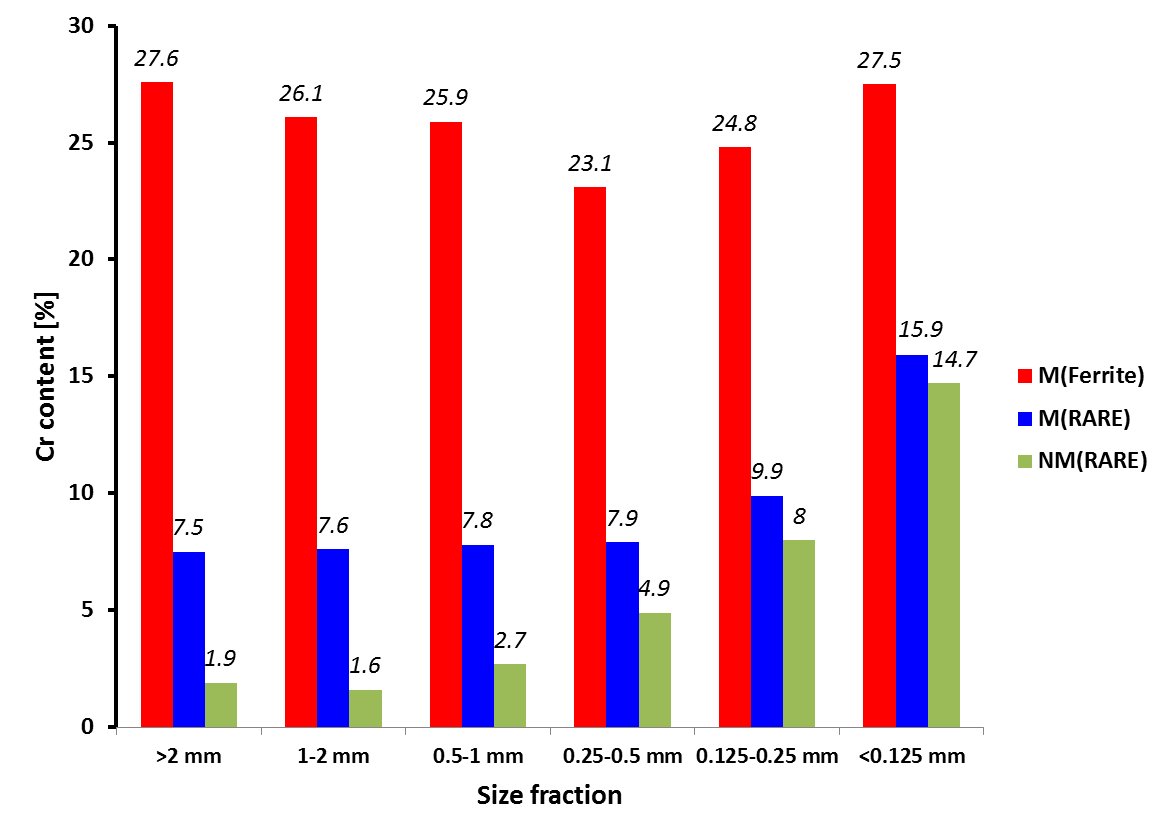 30
25
20
15
10
5
0
Cr content [%]
27.6
7.5
1.9
26.1
7.6
1.6
25.9
7.8
2.7
23.1
7.9
4.9
24.8
9.9
8
27.5
15.9
14.7
>2 mm
1-2 mm
0.5-1 mm
0.25-0.5 mm
0.125-0.25 mm
<0.125 mm
Size fraction
M(Ferrite)
M(RARE)
NM(RARE)